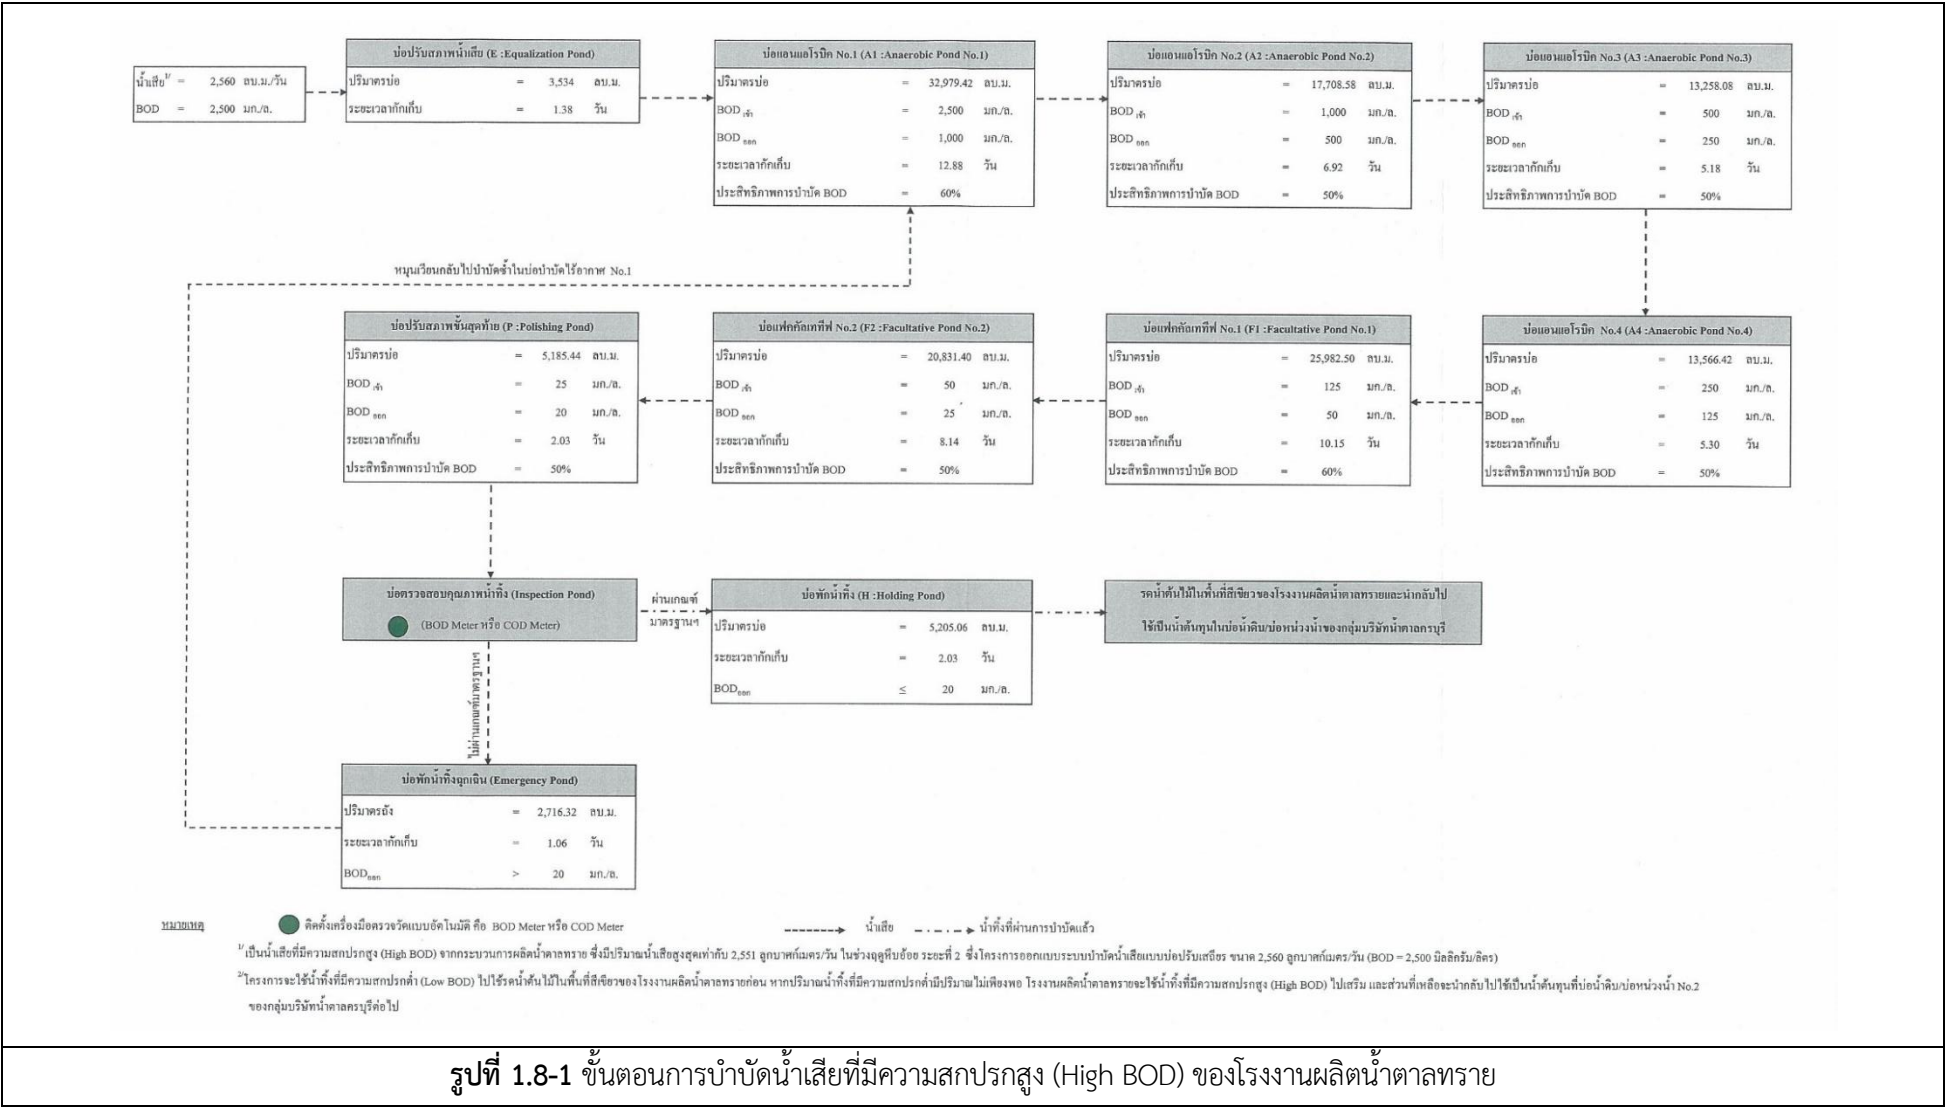 น้ำเสีย1/ = 2,560 ลบ.ม./วัน
BOD = 2,500 มก./ล.
บ่อปรับสภาพน้ำเสีย (E :Equalization Pond)
ปริมาตรบ่อ = 3,534 ลบ.ม.
ระยะเวลากักเก็บ = 1.38 วัน
บ่อแอนแอโรบิค No.1 (A1 :Anaerobic Pond No.1)
ปริมาตรบ่อ = 32,979.42 ลบ.ม.
BOD เข้า = 2,500 มก./ล.
BOD ออก = 1,000 มก./ล.
ระยะเวลากักเก็บ = 12.88 วัน
ประสิทธิภาพการบำบัด BOD = 60%
บ่อแอนแอโรบิค No.2 (A2 :Anaerobic Pond No.2)
ปริมาตรบ่อ = 17,708.58 ลบ.ม.
BOD เข้า = 1,000 มก./ล.
BOD ออก = 500 มก./ล.
ระยะเวลากักเก็บ = 6.92 วัน
ประสิทธิภาพการบำบัด BOD = 50%
บ่อแอนแอโรบิค No.3 (A3 :Anaerobic Pond No.3)
ปริมาตรบ่อ = 13,258.08 ลบ.ม.
BOD เข้า = 500 มก./ล.
BOD ออก = 250 มก./ล.
ระยะเวลากักเก็บ = 5.18 วัน
ประสิทธิภาพการบำบัด BOD = 50%
หมุนเวียนกลับไปบำบัดซ้ำในบ่อบำบัดไร้อากาศ No.1
บ่อปรับสภาพขั้นสุดท้าย (P :Polishing Pond)
ปริมาตรบ่อ = 5,185.44 ลบ.ม.
BOD เข้า = 25 มก./ล.
BOD ออก = 20 มก./ล.
ระยะเวลากักเก็บ = 2.03 วัน
ประสิทธิภาพการบำบัด BOD = 50%
บ่อแฟคคัลเททีฟ No.2 (F2 :Facultative Pond No.2)
ปริมาตรบ่อ = 20,831.40 ลบ.ม.
BOD เข้า = 50 มก./ล.
BOD ออก = 25 มก./ล.
ระยะเวลากักเก็บ = 8.14 วัน
ประสิทธิภาพการบำบัด BOD = 50%
บ่อแฟคคัลเททีฟ No.1 (F1 :Facultative Pond No.1)
ปริมาตรบ่อ = 25,982.50 ลบ.ม.
BOD เข้า = 125 มก./ล.
BOD ออก = 50 มก./ล.
ระยะเวลากักเก็บ = 10.15 วัน
ประสิทธิภาพการบำบัด BOD = 60%
บ่อแอนแอโรบิค No.4 (A4 :Anaerobic Pond No.4)
ปริมาตรบ่อ = 13,566.42 ลบ.ม.
BOD เข้า = 250 มก./ล.
BOD ออก = 125 มก./ล.
ระยะเวลากักเก็บ = 5.30 วัน
ประสิทธิภาพการบำบัด BOD = 50%
บ่อตรวจสอบคุณภาพน้ำทิ้ง (Inspection Pond)
(BOD Meter หรือ COD Meter)
ผ่านเกณฑ์
มาตรฐานฯ
บ่อพักน้ำทิ้ง (H :Holding Pond)
ปริมาตรบ่อ = 5,205.06 ลบ.ม.
ระยะเวลากักเก็บ = 2.03 วัน
BODออก ≤ 20 มก./ล.
รดน้ำต้นไม้ในพื้นที่สีเขียวของโรงงานผลิตน้ำตาลทรายและนำกลับไป
ใช้เป็นน้ำต้นทุนในบ่อน้ำดิบ/บ่อหน่วงน้ำของกลุ่มบริษัทน้ำตาลครบุรี
ไม่ผ่านเกณฑ์มาตรฐานฯ
บ่อพักน้ำทิ้งฉุกเฉิน (Emergency Pond)
ปริมาตรถัง = 2,716.32 ลบ.ม.
ระยะเวลากักเก็บ = 1.06 วัน
BODออก > 20 มก./ล.
หมายเหตุ ติดตั้งเครื่องมือตรวจวัดแบบอัตโนมัติ คือ BOD Meter หรือ COD Meter น้ำเสีย น้ำทิ้งที่ผ่านการบำบัดแล้ว
1/เป็นน้ำเสียที่มีความสกปรกสูง (High BOD) จากกระบวนการผลิตน้ำตาลทราย ซึ่งมีปริมาณน้ำเสียสูงสุดเท่ากับ 2,551 ลูกบาศก์เมตร/วัน ในช่วงฤดูหีบอ้อย ระยะที่ 2 ซึ่งโครงการออกแบบระบบบำบัดน้ำเสียแบบบ่อปรับเสถียร ขนาด 2,560 ลูกบาศก์เมตร/วัน (BOD = 2,500 มิลลิกรัม/ลิตร)
2/โครงการจะใช้น้ำทิ้งที่มีความสกปรกต่ำ (Low BOD) ไปใช้รดน้ำต้นไม้ในพื้นที่สีเขียวของโรงงานผลิตน้ำตาลทรายก่อน หากปริมาณน้ำทิ้งที่มีความสกปรกต่ำมีปริมาณไม่เพียงพอ โรงงานผลิตน้ำตาลทรายจะใช้น้ำทิ้งที่มีความสกปรกสูง (High BOD) ไปเสริม และส่วนที่เหลือจะนำกลับไปใช้เป็นน้ำต้นทุนที่บ่อน้ำดิบ/บ่อหน่วงน้ำ No.2
ของกลุ่มบริษัทน้ำตาลครบุรีต่อไป
รูปที่ 1.8-1 ขั้นตอนการบำบัดน้ำเสียที่มีความสกปรกสูง (High BOD) ของโรงงานผลิตน้ำตาลทราย